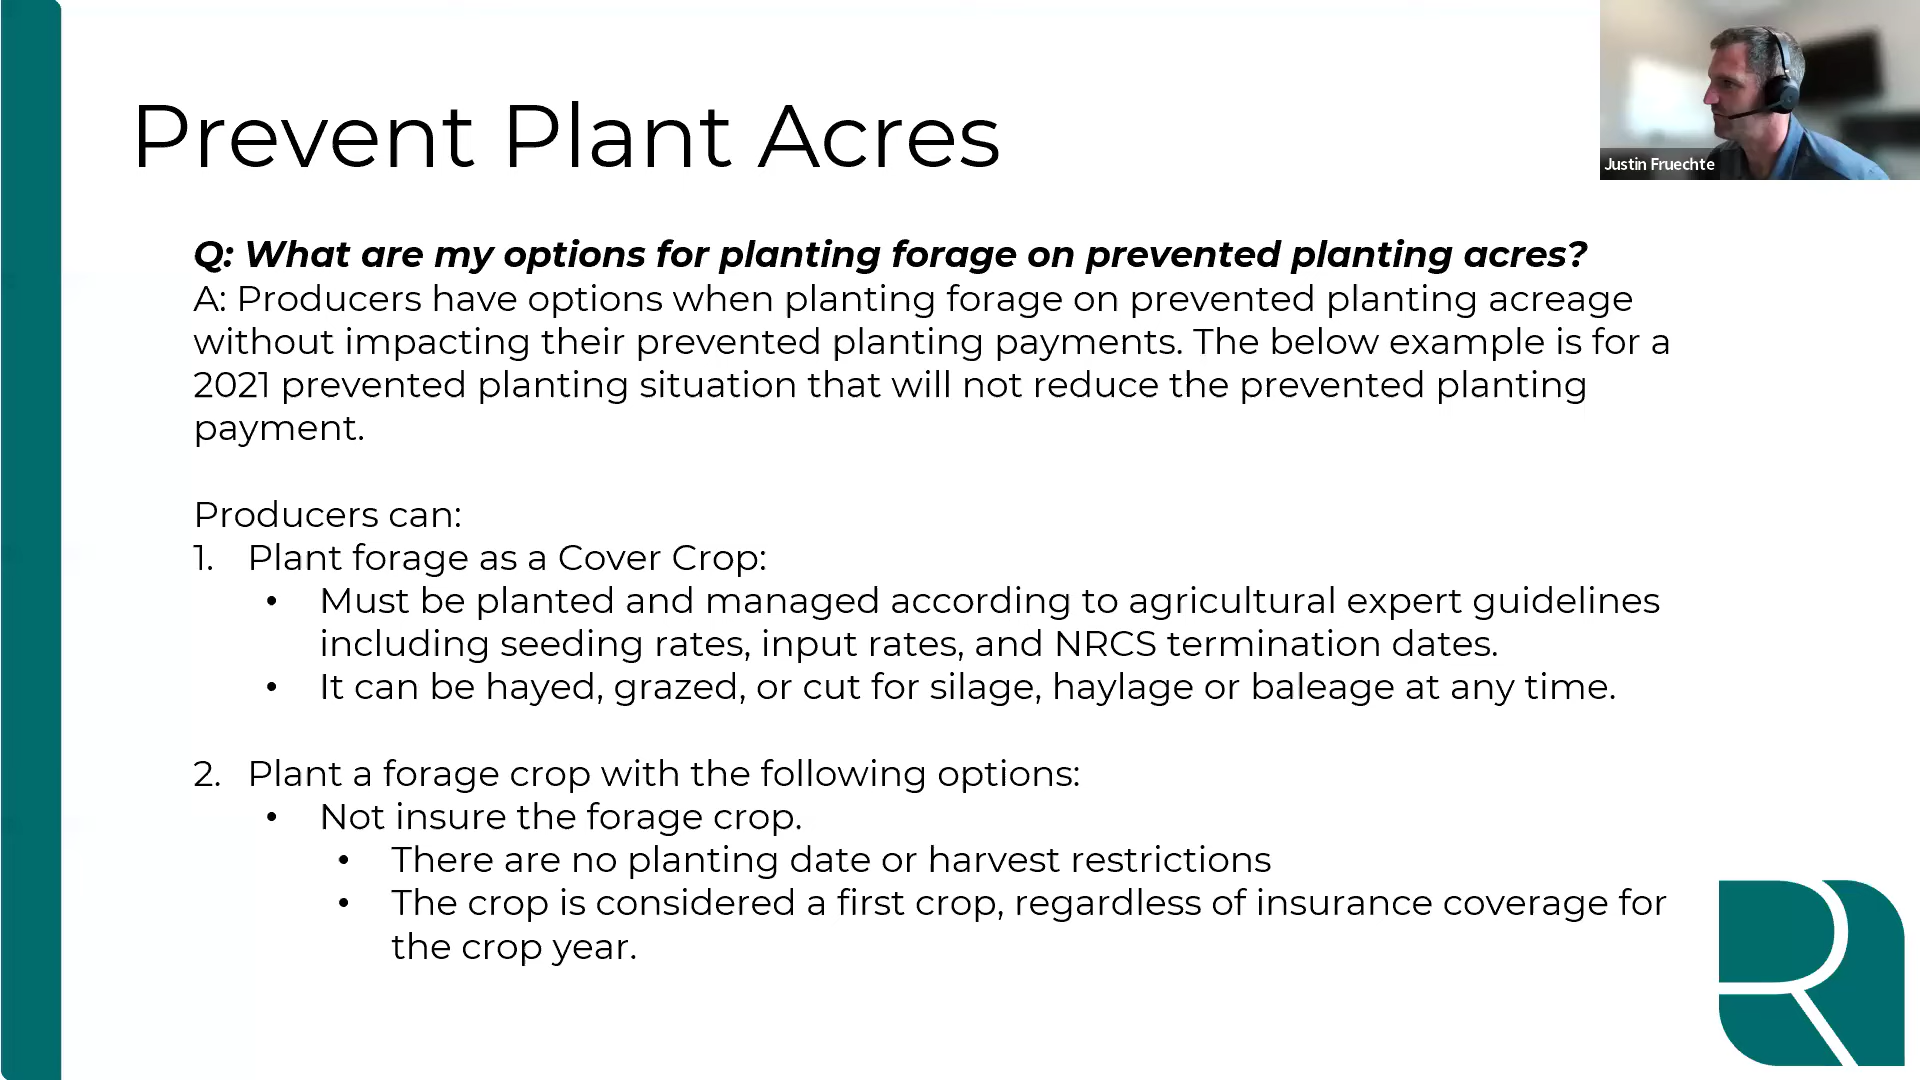 Prevent Plant Acres
Justin Fruechte
Q: What are my options for planting forage on prevented planting acres?
A: Producers have options when planting forage on prevented planting acreage
without impacting their prevented planting payments. The below example is for a
2021 prevented planting situation that will not reduce the prevented planting
payment.
Producers can:
1. Plant forage as a Cover Crop:
• Must be planted and managed according to agricultural expert guidelines
including seeding rates, input rates, and NRCS termination dates.
• It can be hayed, grazed, or cut for silage, haylage or baleage at any time.
2. Plant a forage crop with the following options:
• Not insure the forage crop.
• There are no planting date or harvest restrictions
• The crop is considered a first crop, regardless of insurance coverage for
the crop year.